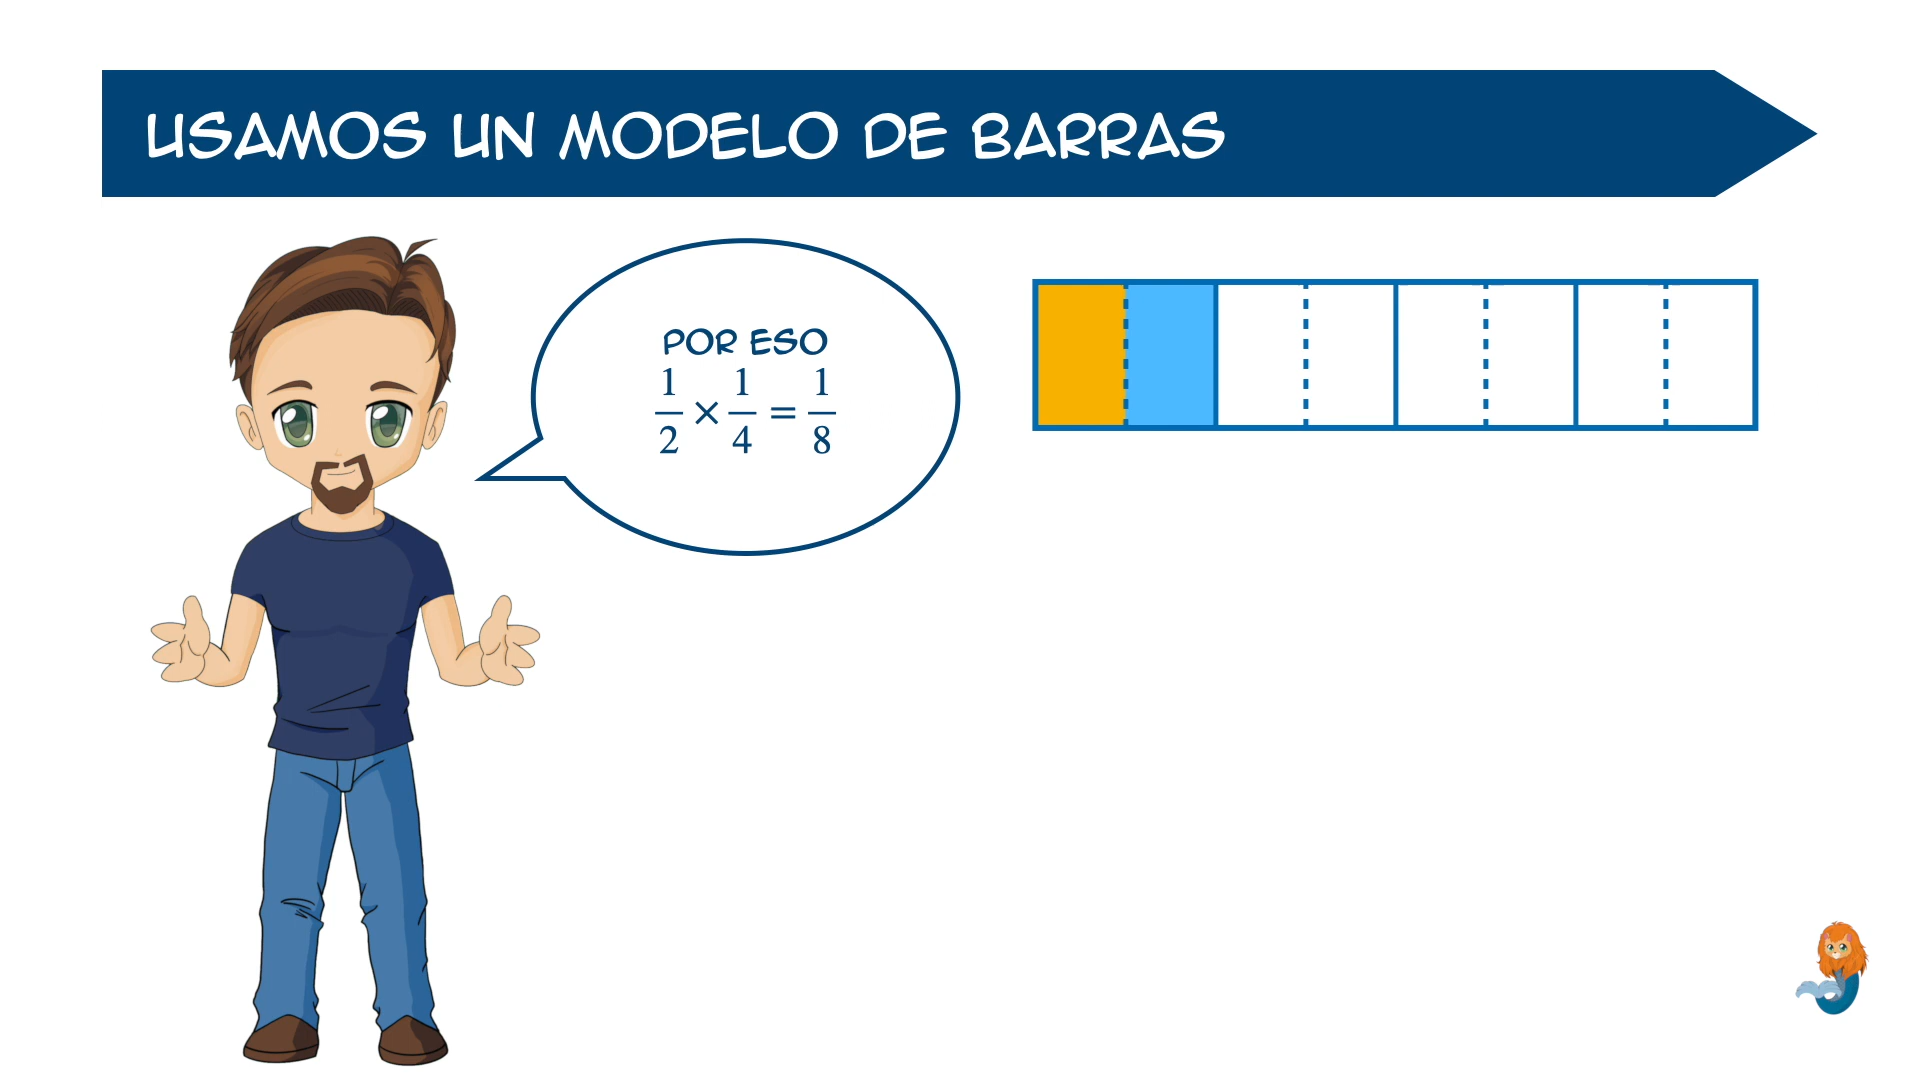 USAMOS UN MODELO DE BARRAS
POR ESO
1/2 × 1/4 = 1/8